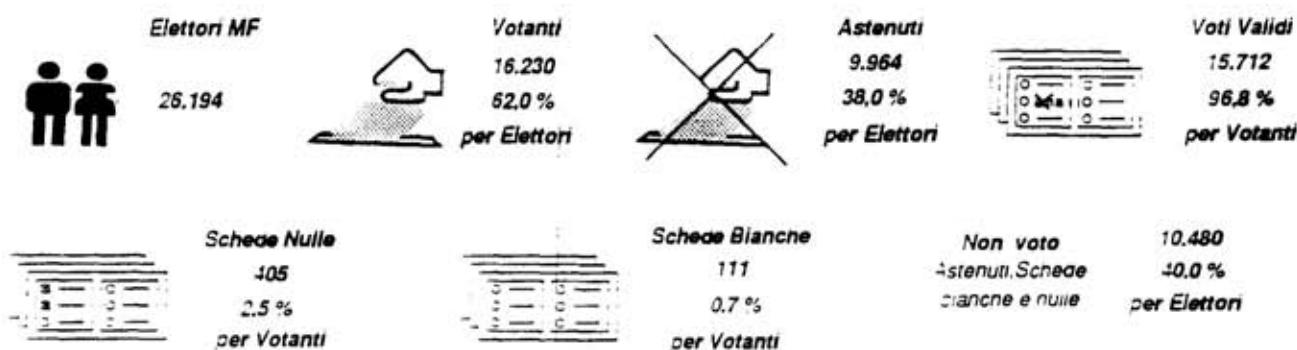 Elettori MF
26.194
Votanti
16.230
62,0 %
per Elettori
Astenuti
9.964
38,0 %
per Elettori
Voti Validi
15.712
96,8 %
per Votanti
Schede Nulle
405
2.5 %
per Votanti
Schede Bianche
111
0.7 %
per Votanti
Non voto
Astenuti,Schede
bianche e nulle
10.480
40.0 %
per Elettori